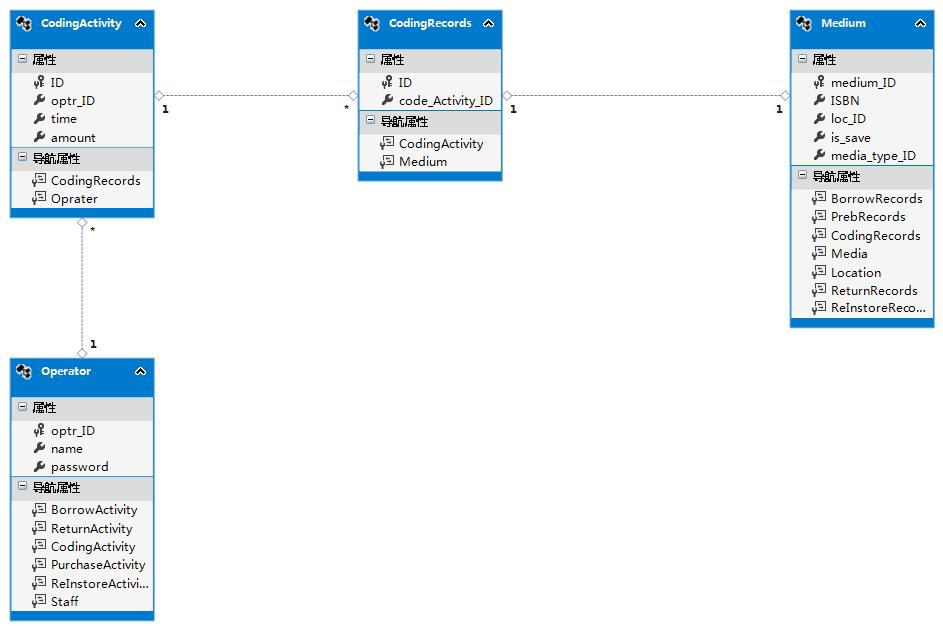 CodingActivity
属性
ID
optr_ID
time
amount
导航属性
CodingRecords
Oprater
1
*
CodingRecords
属性
ID
code_Activity_ID
导航属性
CodingActivity
Medium
1
1
Medium
属性
medium_ID
ISBN
loc_ID
is_save
media_type_ID
导航属性
BorrowRecords
PrebRecords
CodingRecords
Media
Location
ReturnRecords
ReInstoreReco...
*
1
Operator
属性
optr_ID
name
password
导航属性
BorrowActivity
ReturnActivity
CodingActivity
PurchaseActivity
ReInstoreActivi...
Staff